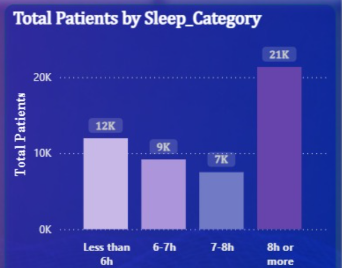 Total Patients by Sleep_Category
Total Patients
20K
10K
0K
12K
9K
7K
21K
Less than
6h
6-7h
7-8h
8h or
more